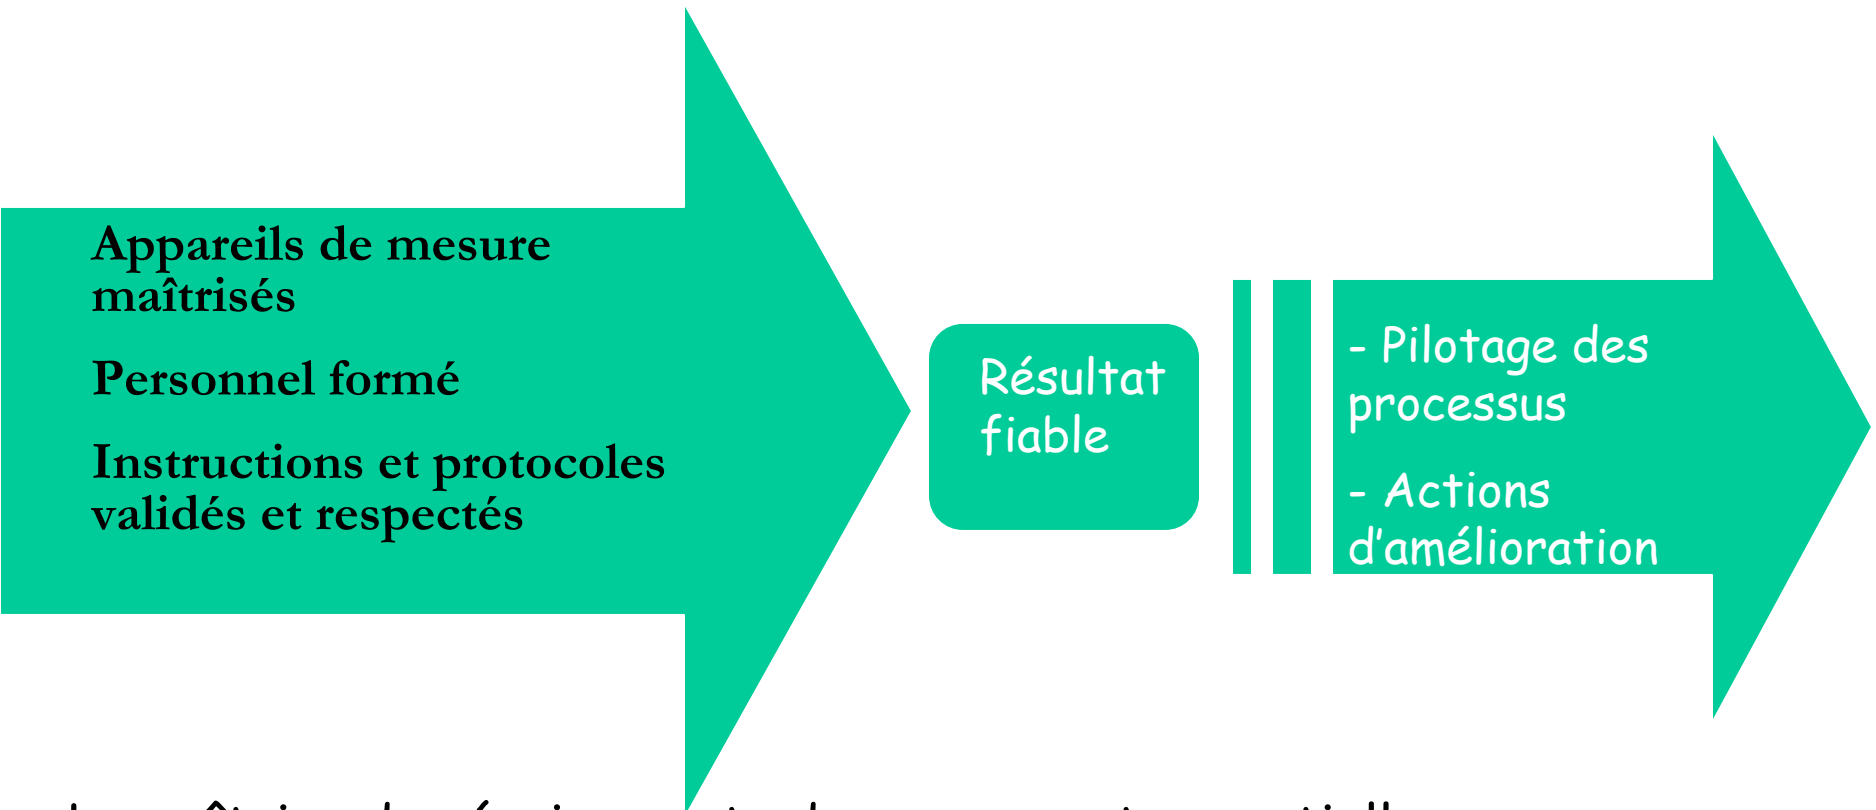 Appareils de mesure
maîtrisés
Personnel formé
Instructions et protocoles
validés et respectés
Résultat
fiable
- Pilotage des
processus
- Actions
d’amélioration